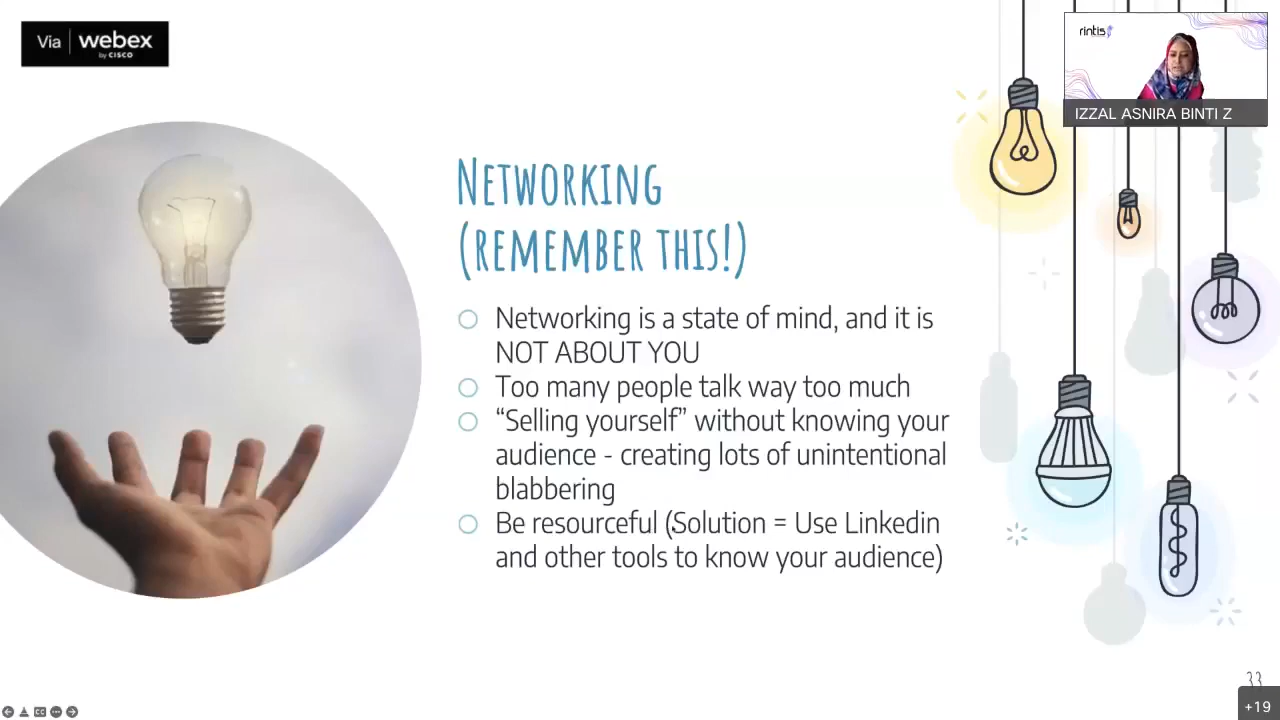 Via webex
by CISCO
rintis
IZZAL ASNIRA BINTI Z
NETWORKING
(REMEMBER THIS!)
Networking is a state of mind, and it is
NOT ABOUT YOU
Too many people talk way too much
“Selling yourself” without knowing your
audience - creating lots of unintentional
blabbering
Be resourceful (Solution = Use Linkedin
and other tools to know your audience)
33
+19